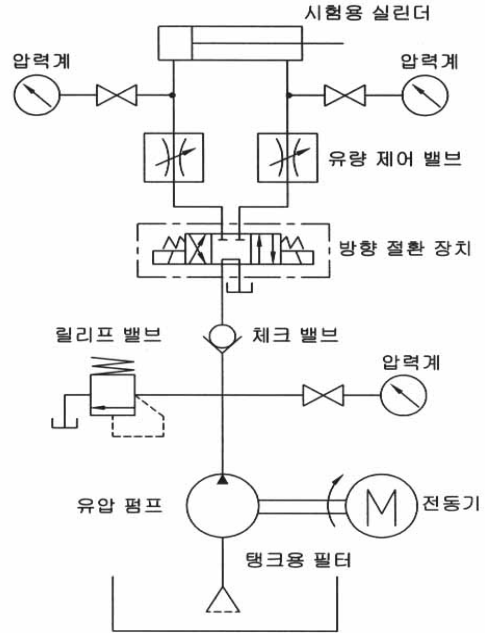 시험용 실린더
압력계
압력계
유량 제어 밸브
방향 절환 장치
릴리프 밸브
체크 밸브
압력계
유압 펌프
M
전동기
탱크용 필터